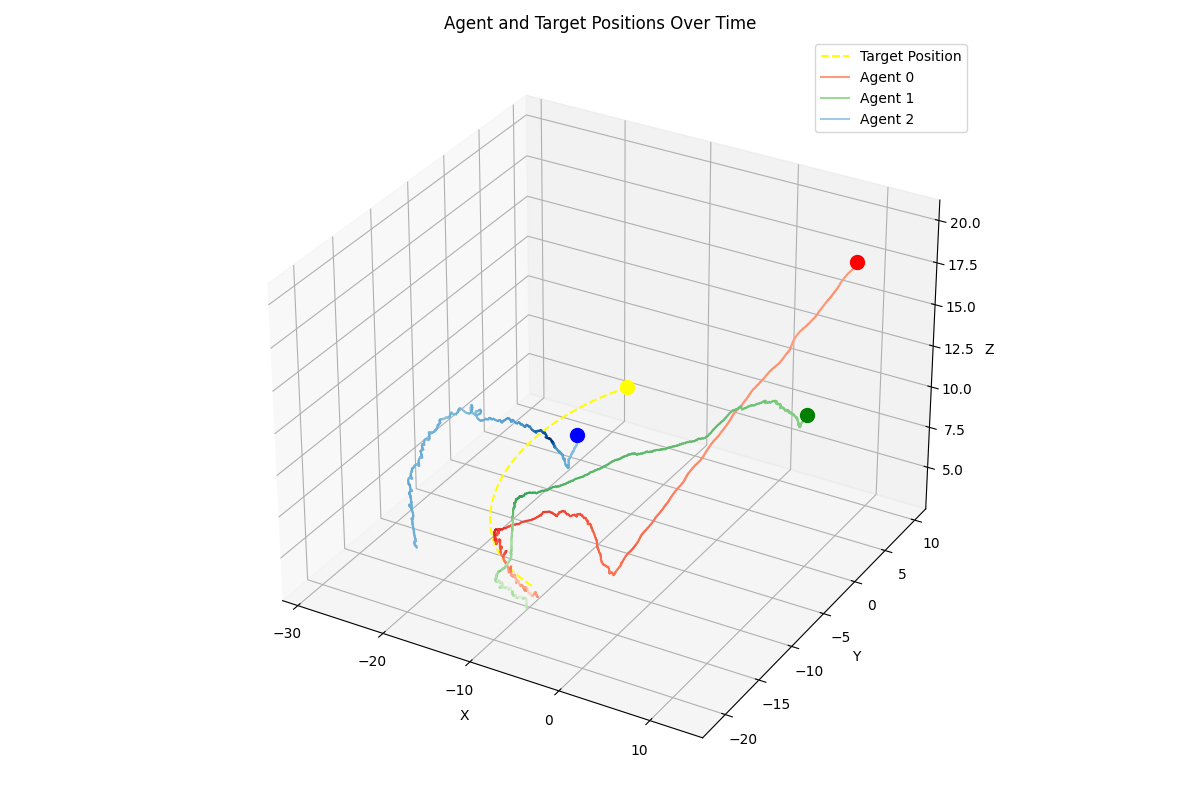 Agent and Target Positions Over Time
Target Position
Agent 0
Agent 1
Agent 2
20.0
17.5
15.0
12.5
10.0
7.5
5.0
Z
10
5
0
−5
−10
−15
−20
Y
−30
−20
−10
0
10
X